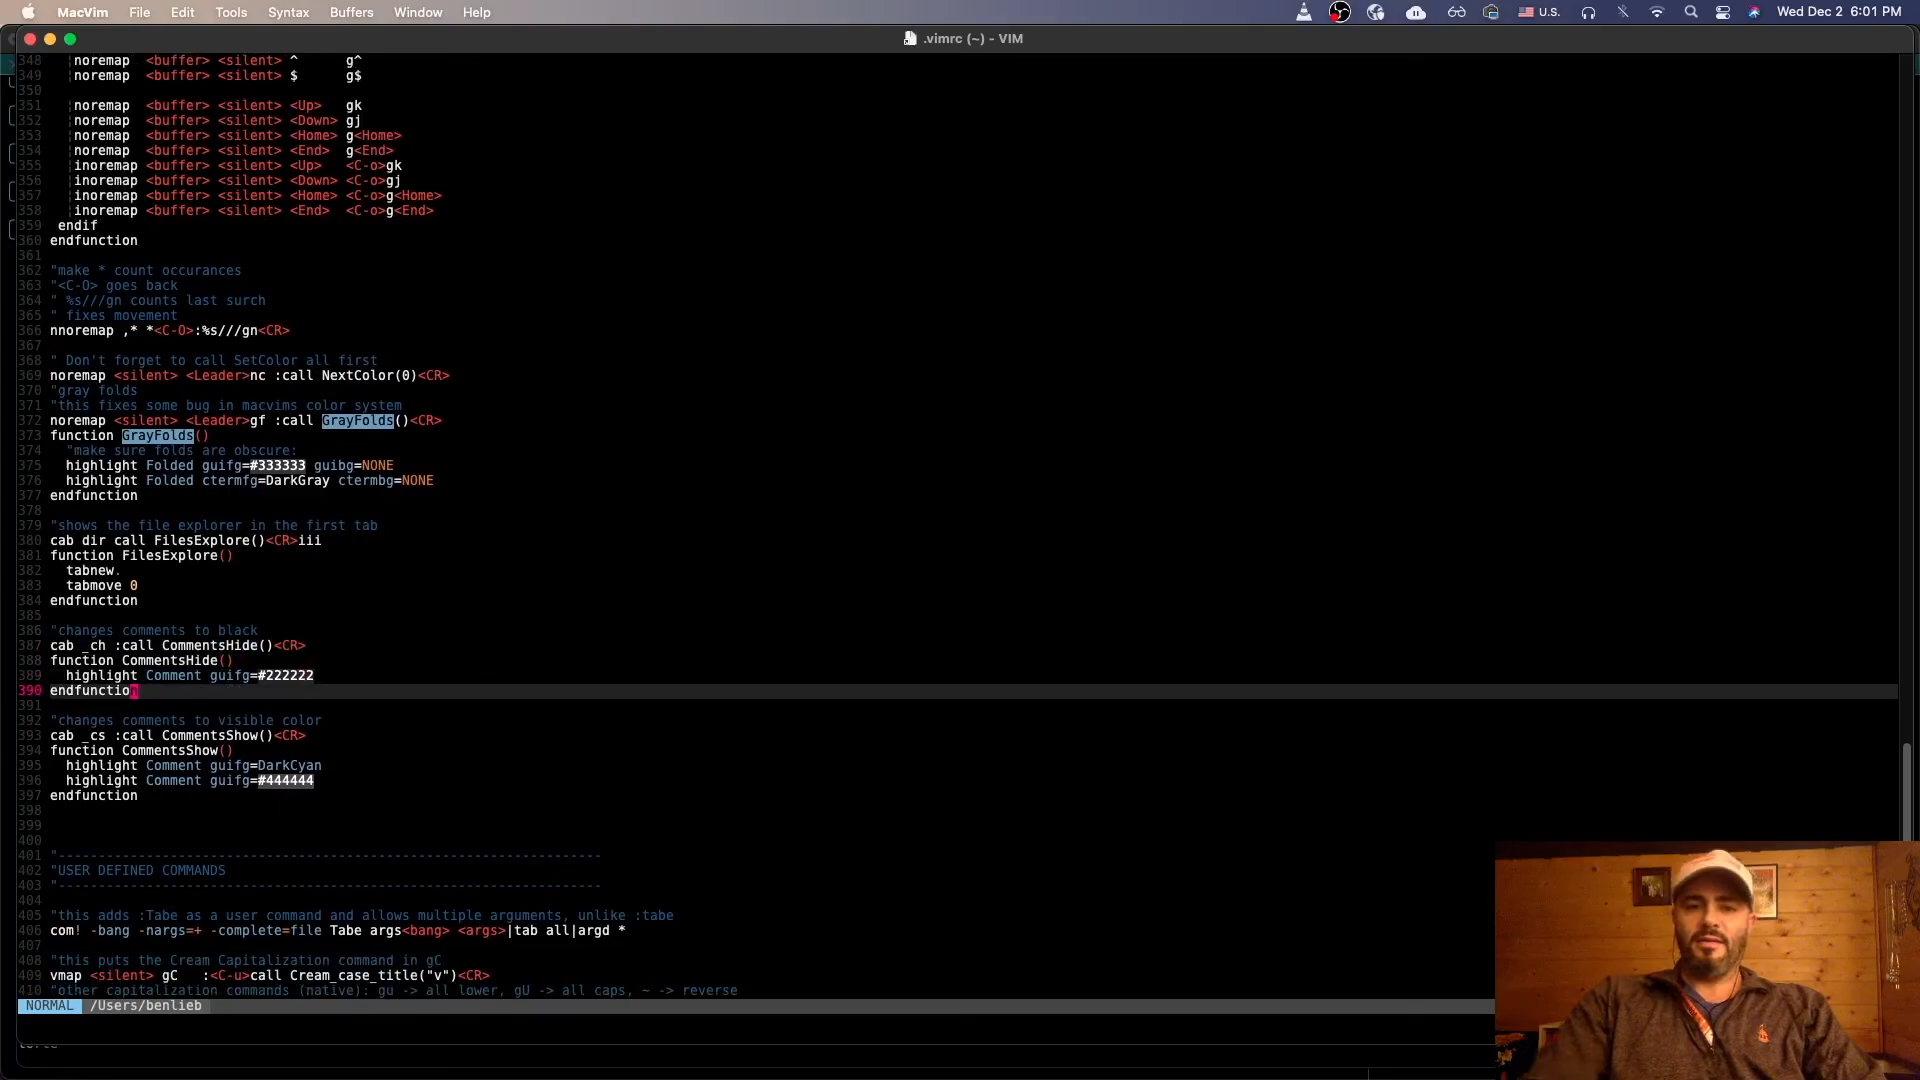 MacVim File Edit Tools Syntax Buffers Window Help U.S. Wed Dec 2 6:01 PM
.vimrc (~) - VIM
348 noremap <buffer> <silent> ^ g^
349 noremap <buffer> <silent> $ g$
350
351 noremap <buffer> <silent> <Up> gk
352 noremap <buffer> <silent> <Down> gj
353 noremap <buffer> <silent> <Home> g<Home>
354 noremap <buffer> <silent> <End> g<End>
355 inoremap <buffer> <silent> <Up> <C-o>gk
356 inoremap <buffer> <silent> <Down> <C-o>gj
357 inoremap <buffer> <silent> <Home> <C-o>g<Home>
358 inoremap <buffer> <silent> <End> <C-o>g<End>
359 endif
360 endfunction
361
362 "make * count occurances
363 "<C-O> goes back
364 " %s///gn counts last surch
365 " fixes movement
366 nnoremap ,* *<C-O>:%s///gn<CR>
367
368 " Don't forget to call SetColor all first
369 noremap <silent> <Leader>nc :call NextColor(0)<CR>
370 "gray folds
371 "this fixes some bug in macvims color system
372 noremap <silent> <Leader>gf :call GrayFolds()<CR>
373 function GrayFolds()
374 "make sure folds are obscure:
375 highlight Folded guifg=#333333 guibg=NONE
376 highlight Folded ctermfg=DarkGray ctermbg=NONE
377 endfunction
378
379 "shows the file explorer in the first tab
380 cab dir call FilesExplore()<CR>iii
381 function FilesExplore()
382 tabnew.
383 tabmove 0
384 endfunction
385
386 "changes comments to black
387 cab _ch :call CommentsHide()<CR>
388 function CommentsHide()
389 highlight Comment guifg=#222222
390 endfunction
391
392 "changes comments to visible color
393 cab _cs :call CommentsShow()<CR>
394 function CommentsShow()
395 highlight Comment guifg=DarkCyan
396 highlight Comment guifg=#444444
397 endfunction
398
399
400
401 "--------------------------------------------------------------------
402 "USER DEFINED COMMANDS
403 "--------------------------------------------------------------------
404
405 "this adds :Tabe as a user command and allows multiple arguments, unlike :tabe
406 com! -bang -nargs=+ -complete=file Tabe args<bang> <args>|tab all|argd *
407
408 "this puts the Cream Capitalization command in gC
409 vmap <silent> gC :<C-u>call Cream_case_title("v")<CR>
410 "other capitalization commands (native): gu -> all lower, gU -> all caps, ~ -> reverse
NORMAL /Users/benlieb